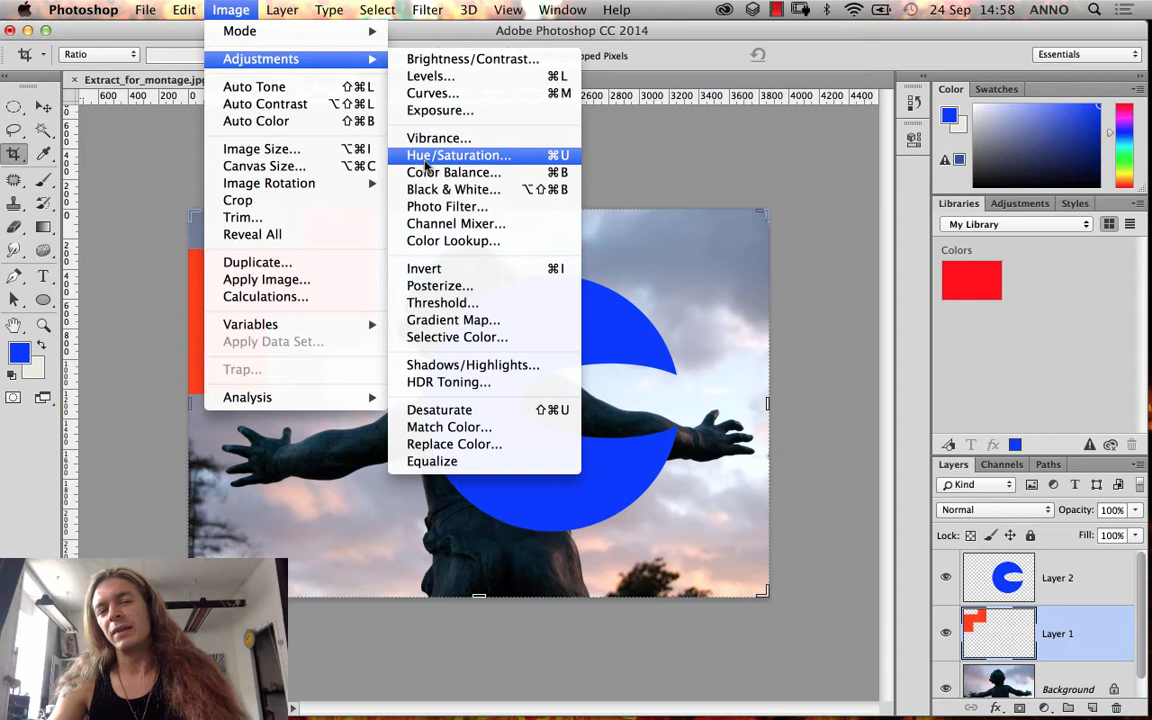 Photoshop File Edit Image Layer Type Select Filter 3D View Window Help 24 Sep 14:58 ANNO
Adobe Photoshop CC 2014
Ratio
pped Pixels
Essentials
Extract_for_montage.jpg
600 400 2600 2800 3000 3200 3400 3600 3800 4000 4200 4400
Mode
Adjustments
Auto Tone ⇧⌘L
Auto Contrast ⌥⇧⌘L
Auto Color ⇧⌘B
Image Size... ⌥⌘I
Canvas Size... ⌥⌘C
Image Rotation
Crop
Trim...
Reveal All
Duplicate...
Apply Image...
Calculations...
Variables
Apply Data Set...
Trap...
Analysis
Brightness/Contrast...
Levels... ⌘L
Curves... ⌘M
Exposure...
Vibrance...
Hue/Saturation... ⌘U
Color Balance... ⌘B
Black & White... ⌥⇧⌘B
Photo Filter...
Channel Mixer...
Color Lookup...
Invert ⌘I
Posterize...
Threshold...
Gradient Map...
Selective Color...
Shadows/Highlights...
HDR Toning...
Desaturate ⇧⌘U
Match Color...
Replace Color...
Equalize
Color Swatches
Libraries Adjustments Styles
My Library
Colors
Layers Channels Paths
Kind
Normal Opacity: 100%
Lock: Fill: 100%
Layer 2
Layer 1
Background